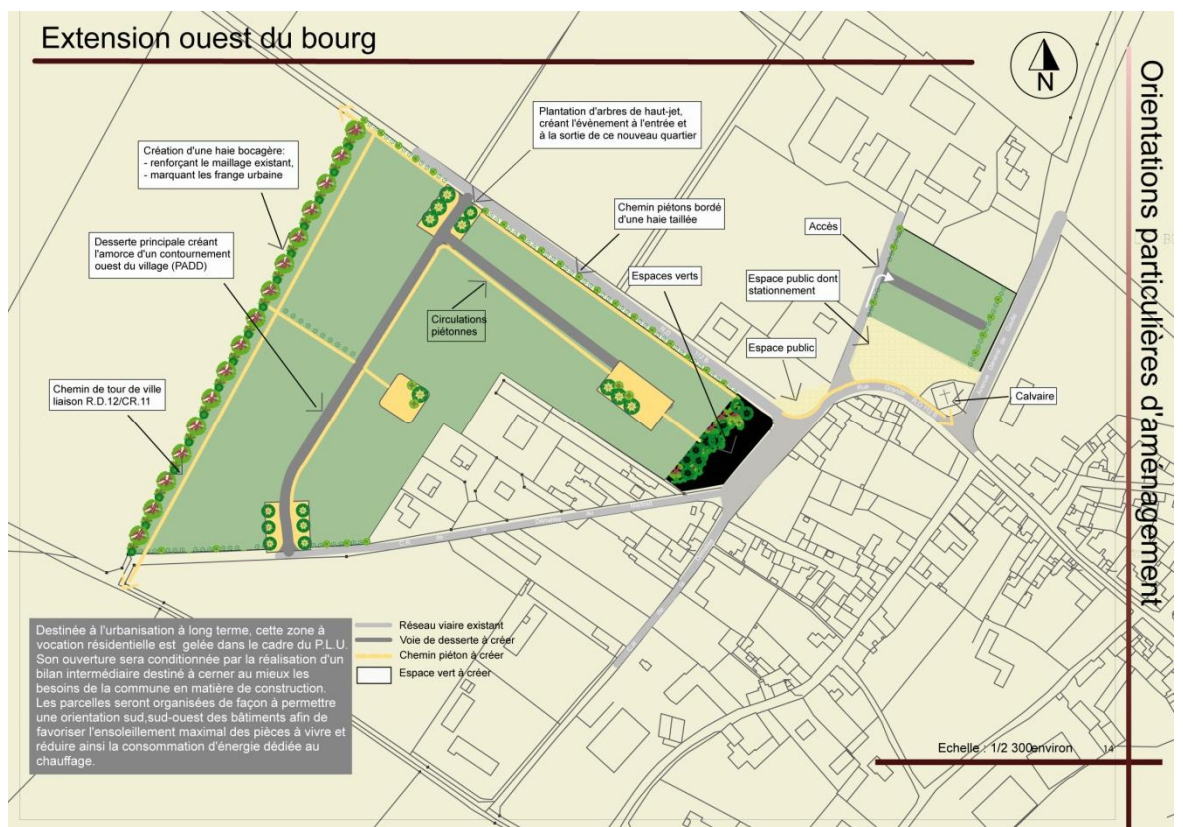 Extension ouest du bourg
N
Orientations particulières d'aménagement
Plantation d'arbres de haut-jet,
créant l'évènement à l'entrée et
à la sortie de ce nouveau quartier
Création d'une haie bocagère:
- renforçant le maillage existant,
- marquant les frange urbaine
Chemin piétons bordé
d'une haie taillée
Accès
Desserte principale créant
l'amorce d'un contournement
ouest du village (PADD)
Espaces verts
Espace public dont
stationnement
Circulations
piétonnes
Espace public
Chemin de tour de ville
liaison R.D.12/CR.11
Calvaire
Rue
Destinée à l'urbanisation à long terme, cette zone à
vocation résidentielle est gelée dans le cadre du P.L.U.
Son ouverture sera conditionnée par la réalisation d'un
bilan intermédiaire destiné à cerner au mieux les
besoins de la commune en matière de construction.
Les parcelles seront organisées de façon à permettre
une orientation sud,sud-ouest des bâtiments afin de
favoriser l'ensoleillement maximal des pièces à vivre et
réduire ainsi la consommation d'énergie dédiée au
chauffage.
Réseau viaire existant
Voie de desserte à créer
Chemin piéton à créer
Espace vert à créer
Echelle : 1/2 300environ
14